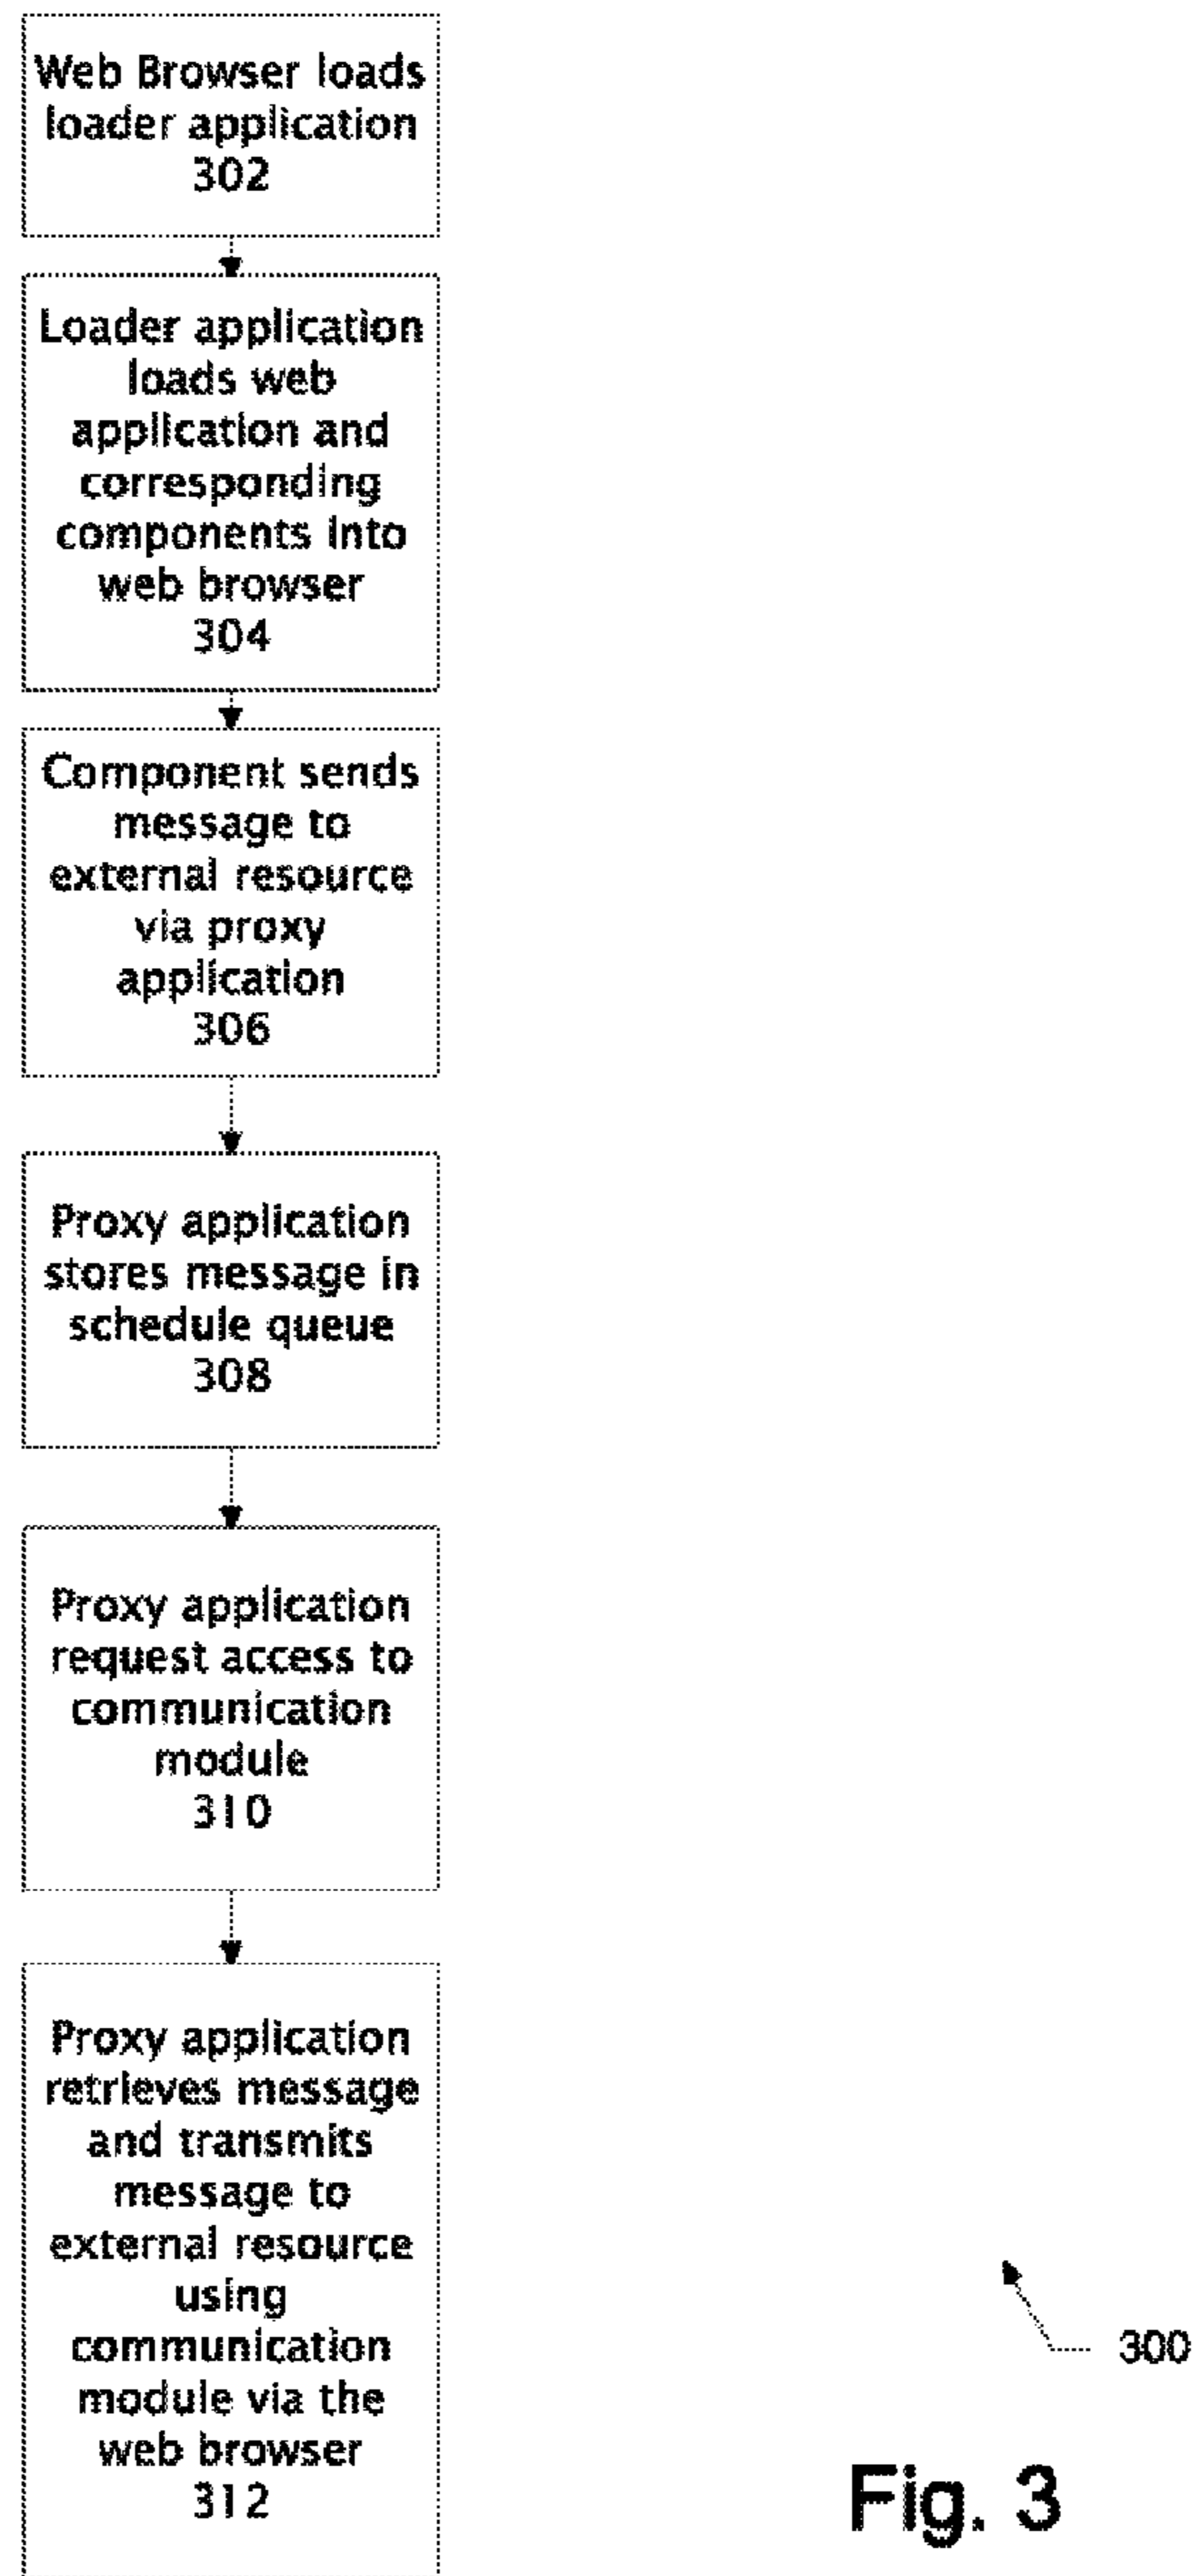 Web Browser loads
loader application
302
Loader application
loads web
application and
corresponding
components into
web browser
304
Component sends
message to
external resource
via proxy
application
306
Proxy application
stores message in
schedule queue
308
Proxy application
request access to
communication
module
310
Proxy application
retrieves message
and transmits
message to
external resource
using
communication
module via the
web browser
312
300
Fig. 3